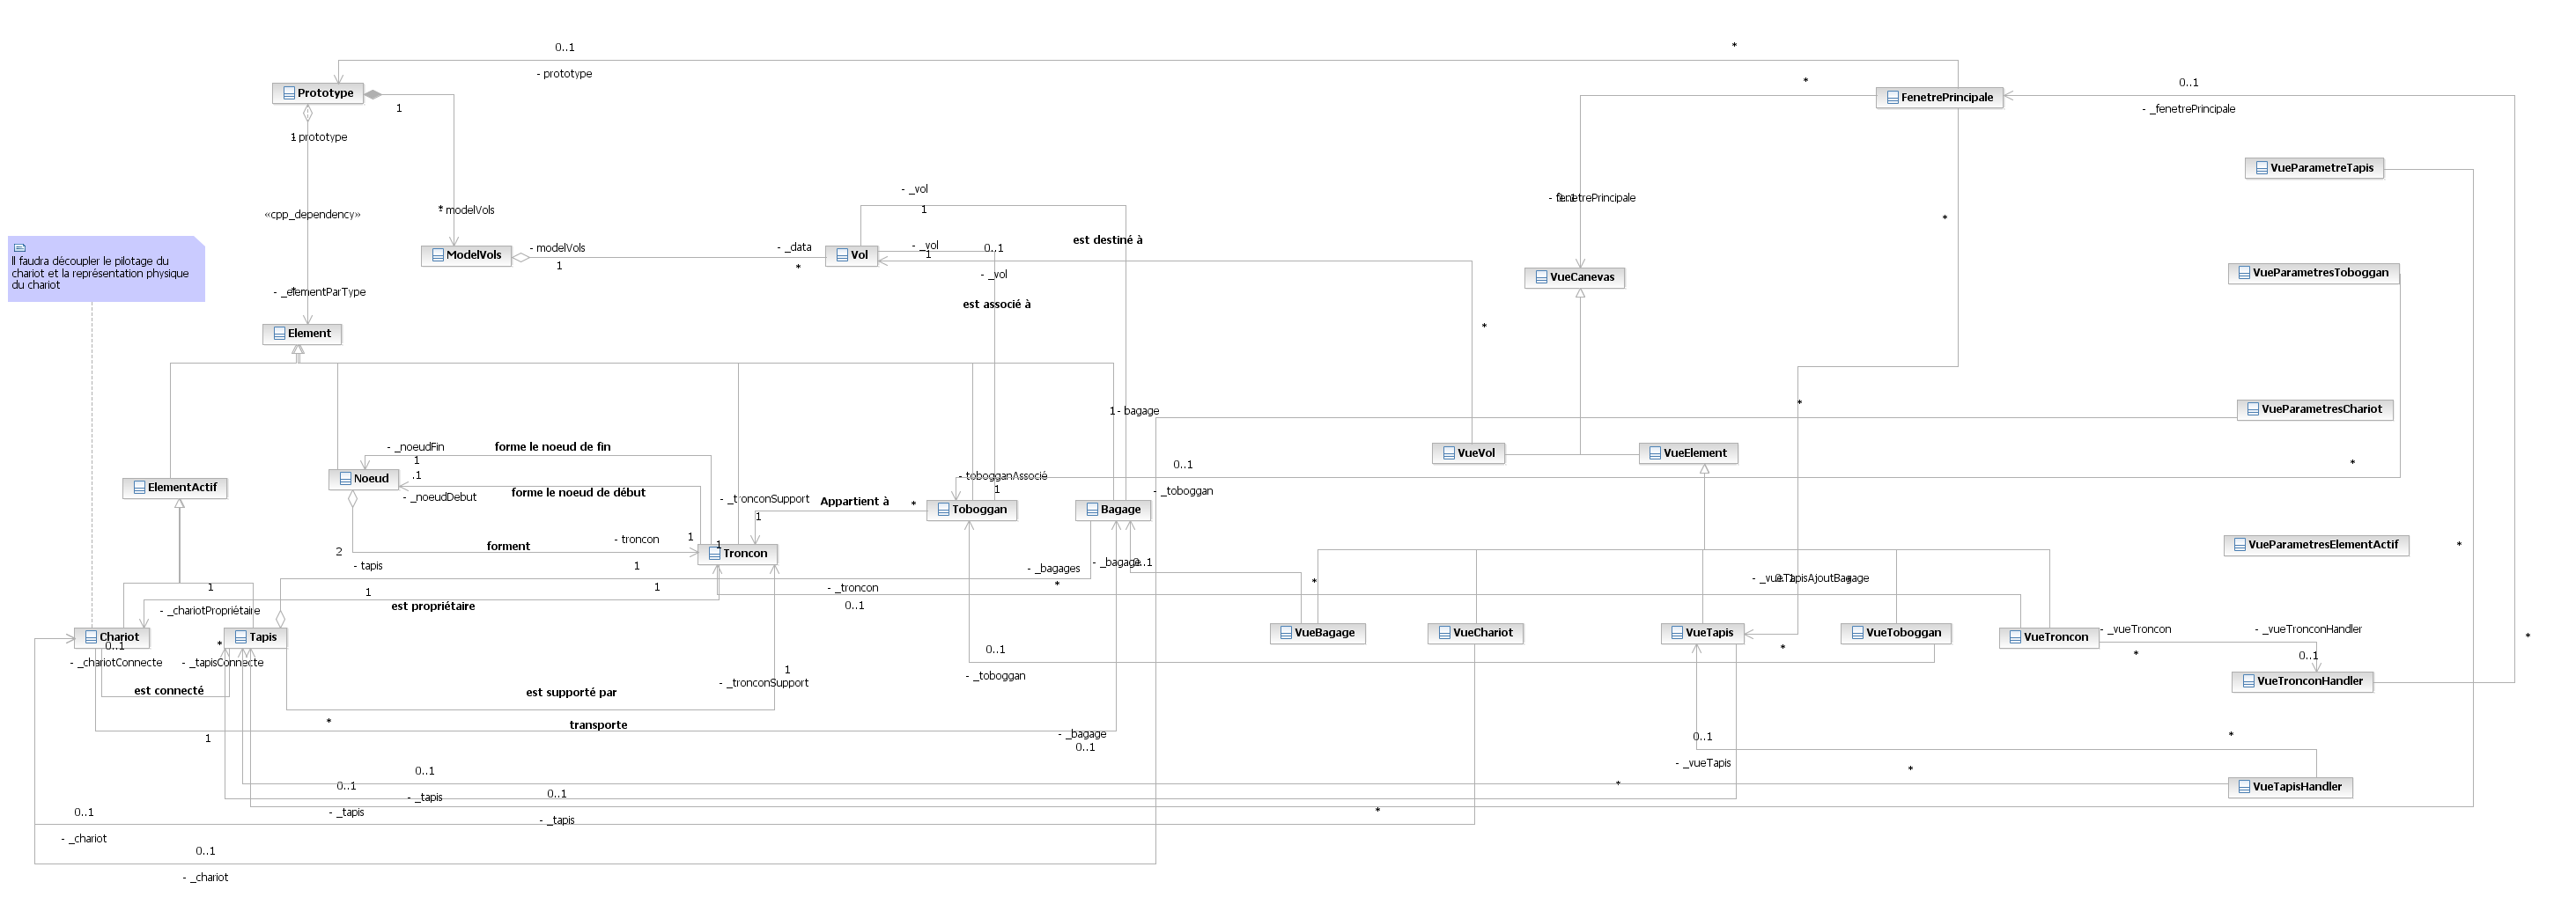 0..1
*
- prototype
*
0..1
Prototype
FenetrePrincipale
1
- _fenetrePrincipale
1
- prototype
VueParametreTapis
- _vol
- fenetrePrincipale
0..1
*
- modelVols
1
«cpp_dependency»
*
est destiné à
- modelVols
- _data
- _vol
0..1
ModelVols
Vol
1
Il faudra découpler le pilotage du
chariot et la représentation physique
du chariot
1
*
- _vol
VueCanevas
VueParametresToboggan
- _elementParType
*
est associé à
*
Element
*
1
- bagage
VueParametresChariot
- _noeudFin
forme le noeud de fin
1
VueVol
VueElement
0..1
*
Noeud
.1
- tobogganAssocié
ElementActif
- _noeudDebut
forme le noeud de début
- _tronconSupport
1
- _toboggan
Appartient à
*
Toboggan
Bagage
1
- troncon
1
1
VueParametresElementActif
*
2
forment
Troncon
- tapis
1
- _bagages
- _bagage
0..1
1
1
1
*
- _troncon
*
- _vueTapisAjoutBagage
0..1
- _chariotPropriétaire
est propriétaire
0..1
Chariot
Tapis
VueBagage
VueChariot
VueTapis
VueToboggan
VueTroncon
- _vueTroncon
- _vueTronconHandler
*
0..1
*
0..1
*
*
0..1
- _chariotConnecte
- _tapisConnecte
1
- _toboggan
est connecté
est supporté par
- _tronconSupport
VueTronconHandler
*
transporte
1
- _bagage
0..1
0..1
*
- _vueTapis
0..1
*
0..1
0..1
*
VueTapisHandler
- _tapis
0..1
- _tapis
*
- _tapis
- _chariot
0..1
- _chariot